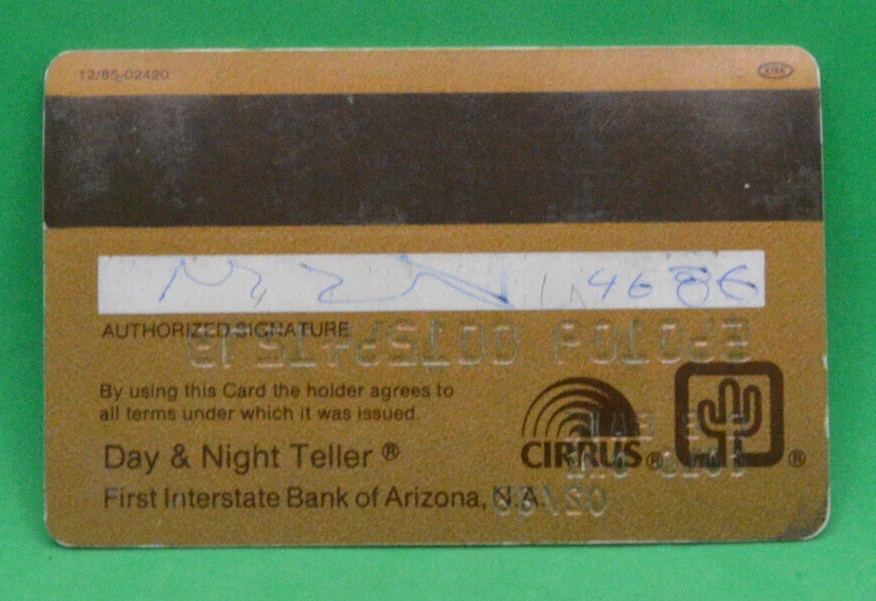 12/85-02420
4686
AUTHORIZED SIGNATURE
By using this Card the holder agrees to
all terms under which it was issued.
CIRRUS®
®
Day & Night Teller ®
First Interstate Bank of Arizona, N.A.